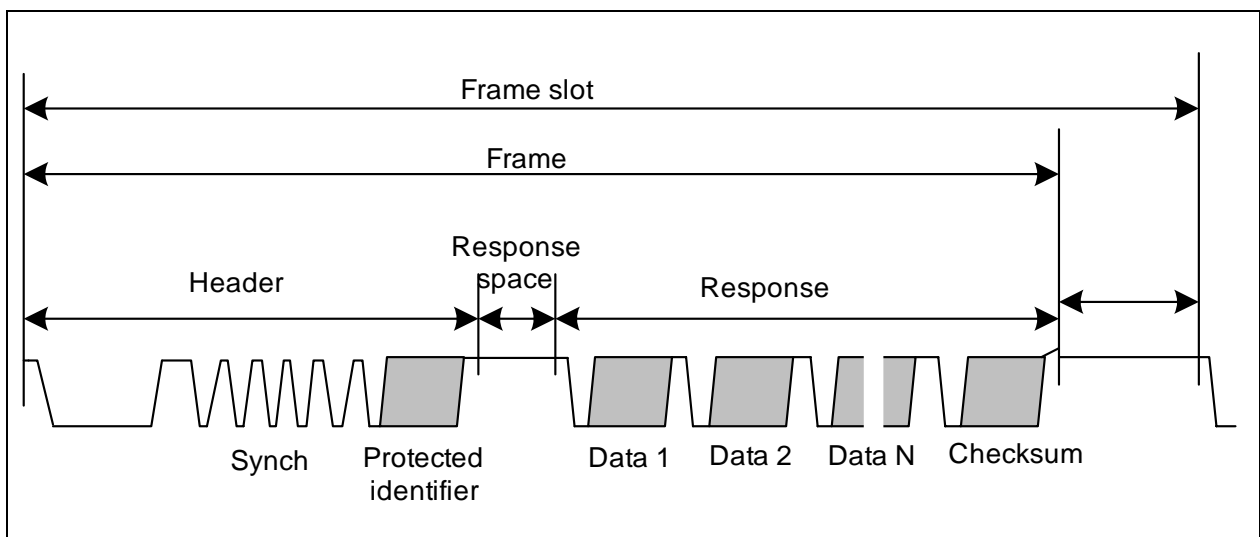 Frame slot
Frame
Header
Response
space
Response
Synch
Protected
identifier
Data 1
Data 2
Data N
Checksum